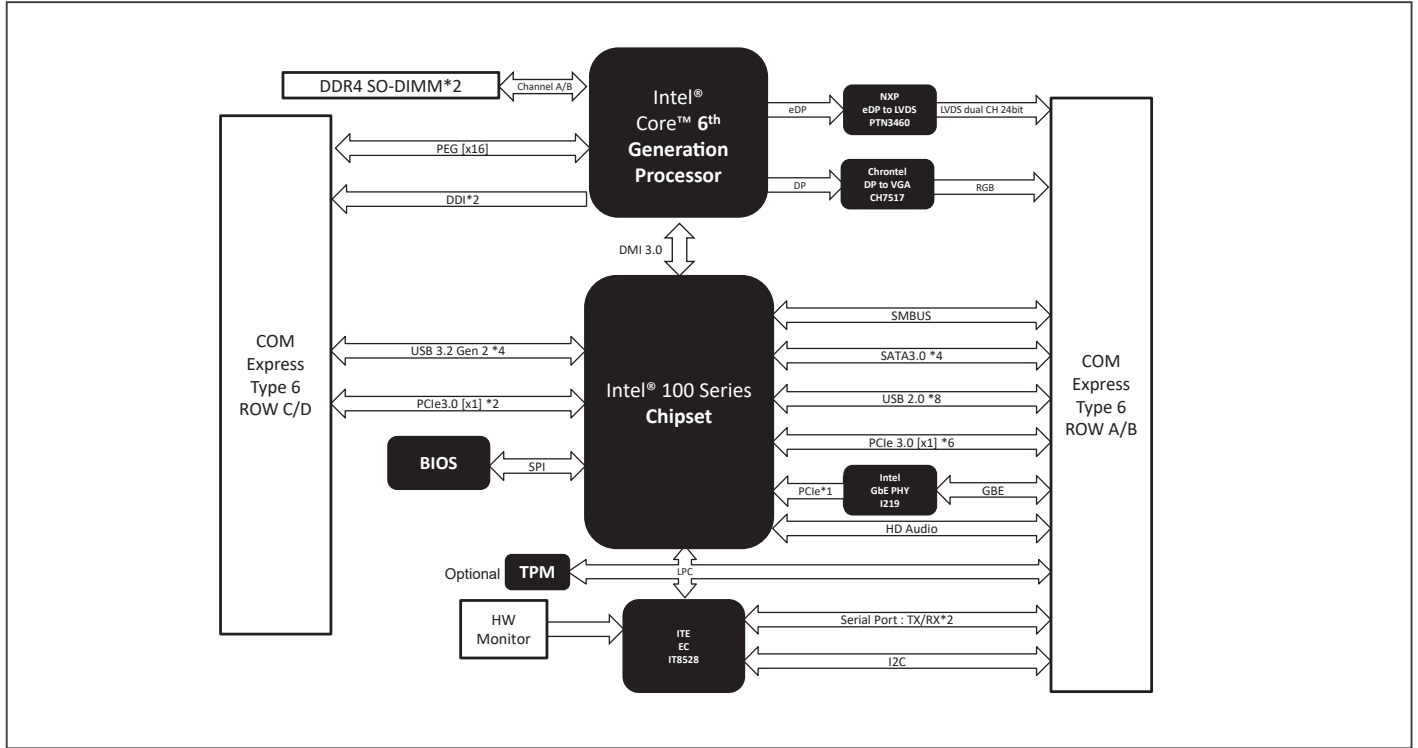 DDR4 SO-DIMM*2
Channel A/B
Intel®
Core™ 6th
Generation
Processor
eDP
NXP
eDP to LVDS
PTN3460
LVDS dual CH 24bit
PEG [x16]
DP
Chrontel
DP to VGA
CH7517
RGB
DDI*2
DMI 3.0
COM
Express
Type 6
ROW C/D
USB 3.2 Gen 2 *4
PCIe3.0 [x1] *2
BIOS
SPI
Intel® 100 Series
Chipset
SMBUS
SATA3.0 *4
USB 2.0 *8
PCIe 3.0 [x1] *6
PCIe*1
Intel
GbE PHY
I219
GBE
HD Audio
COM
Express
Type 6
ROW A/B
Optional
TPM
LPC
HW
Monitor
ITE
EC
IT8528
Serial Port : TX/RX*2
I2C